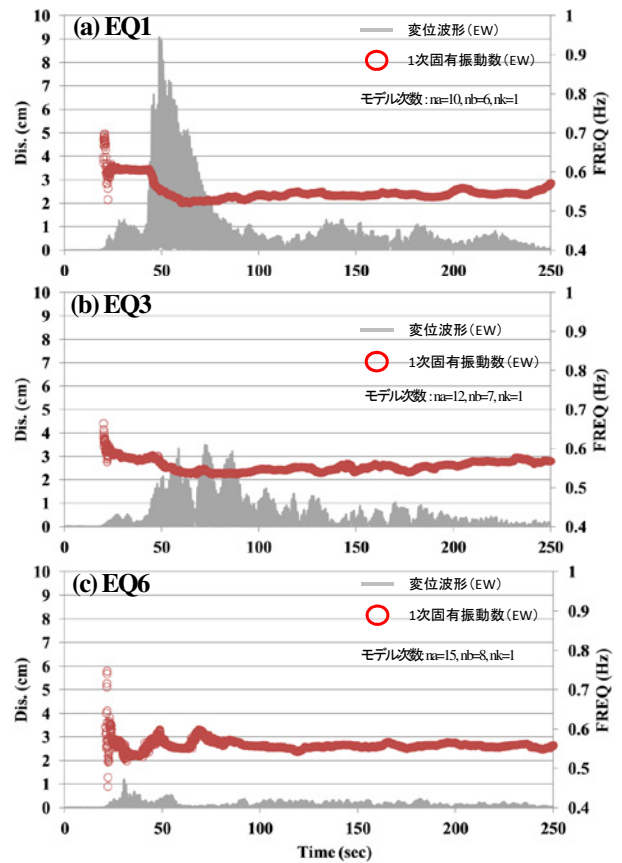 (a) EQ1
変位波形(EW)
1次固有振動数(EW)
モデル次数 : na=10, nb=6, nk=1
Dis. (cm)
10
9
8
7
6
5
4
3
2
1
0
FREQ (Hz)
1
0.9
0.8
0.7
0.6
0.5
0.4
0 50 100 150 200 250
(b) EQ3
変位波形(EW)
1次固有振動数(EW)
モデル次数 : na=12, nb=7, nk=1
Dis. (cm)
10
9
8
7
6
5
4
3
2
1
0
FREQ (Hz)
1
0.9
0.8
0.7
0.6
0.5
0.4
0 50 100 150 200 250
(c) EQ6
変位波形(EW)
1次固有振動数(EW)
モデル次数: na=15, nb=8, nk=1
Dis. (cm)
10
9
8
7
6
5
4
3
2
1
0
FREQ (Hz)
1
0.9
0.8
0.7
0.6
0.5
0.4
0 50 100 150 200 250
Time (sec)